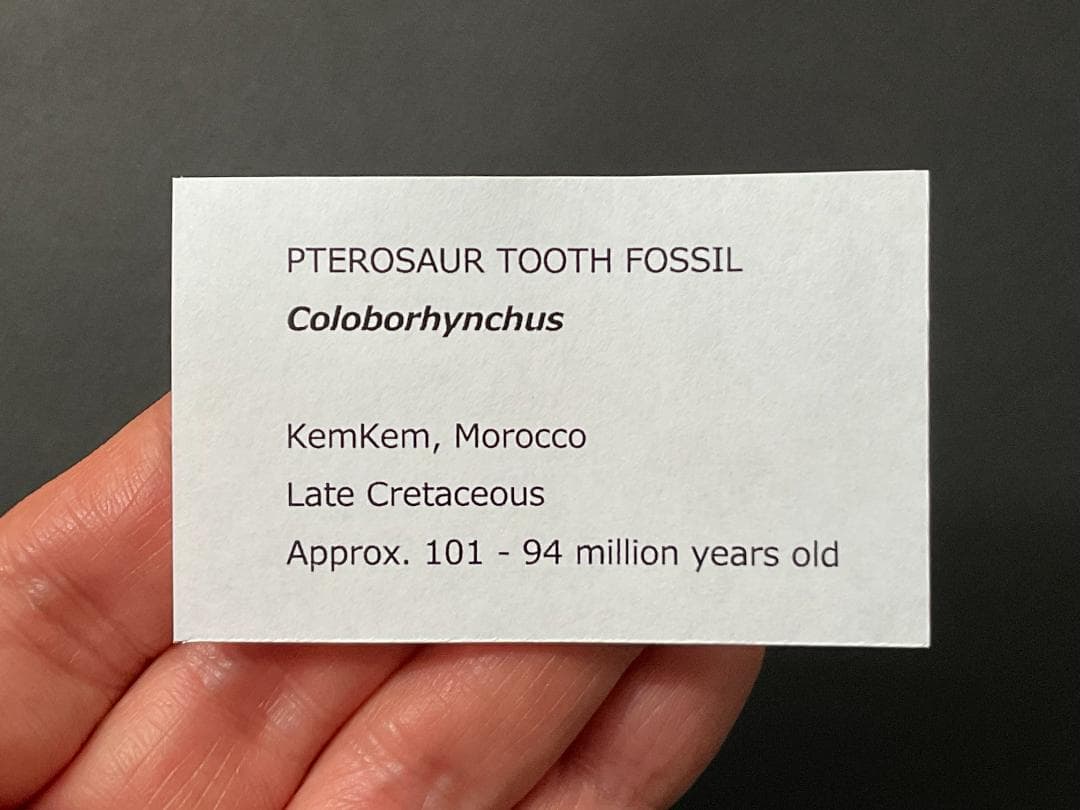 PTEROSAUR TOOTH FOSSIL
Coloborhynchus
KemKem, Morocco
Late Cretaceous
Approx. 101 - 94 million years old